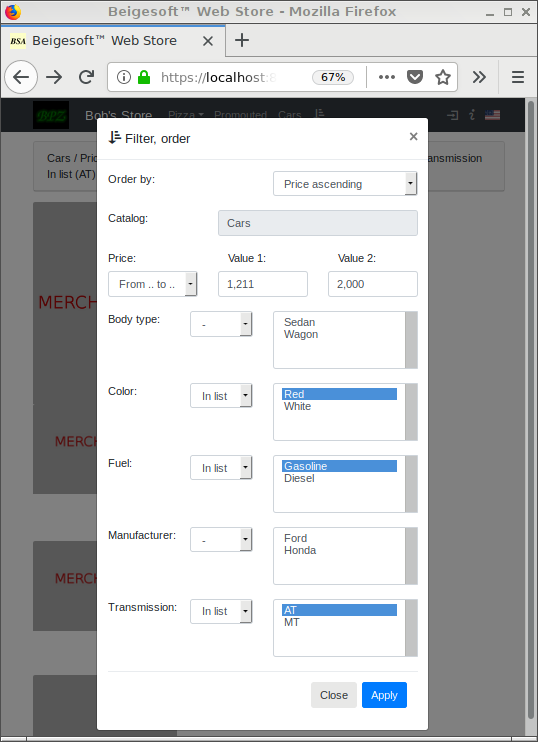 Beigesoft™ Web Store - Mozilla Firefox
BSA Beigesoft™ Web Store
https://localhost:8
67%
BPZ Bob's Store Pizza Promouted Cars
Filter, order ×
Cars / Pric
ansmission
In list (AT)
Order by: Price ascending
Catalog: Cars
Price: Value 1: Value 2:
From .. to .. 1,211 2,000
MERCH
Body type: - Sedan
Wagon
Color: In list Red
White
MERCH
Fuel: In list Gasoline
Diesel
Manufacturer: - Ford
Honda
MERCH
Transmission: In list AT
MT
Close Apply